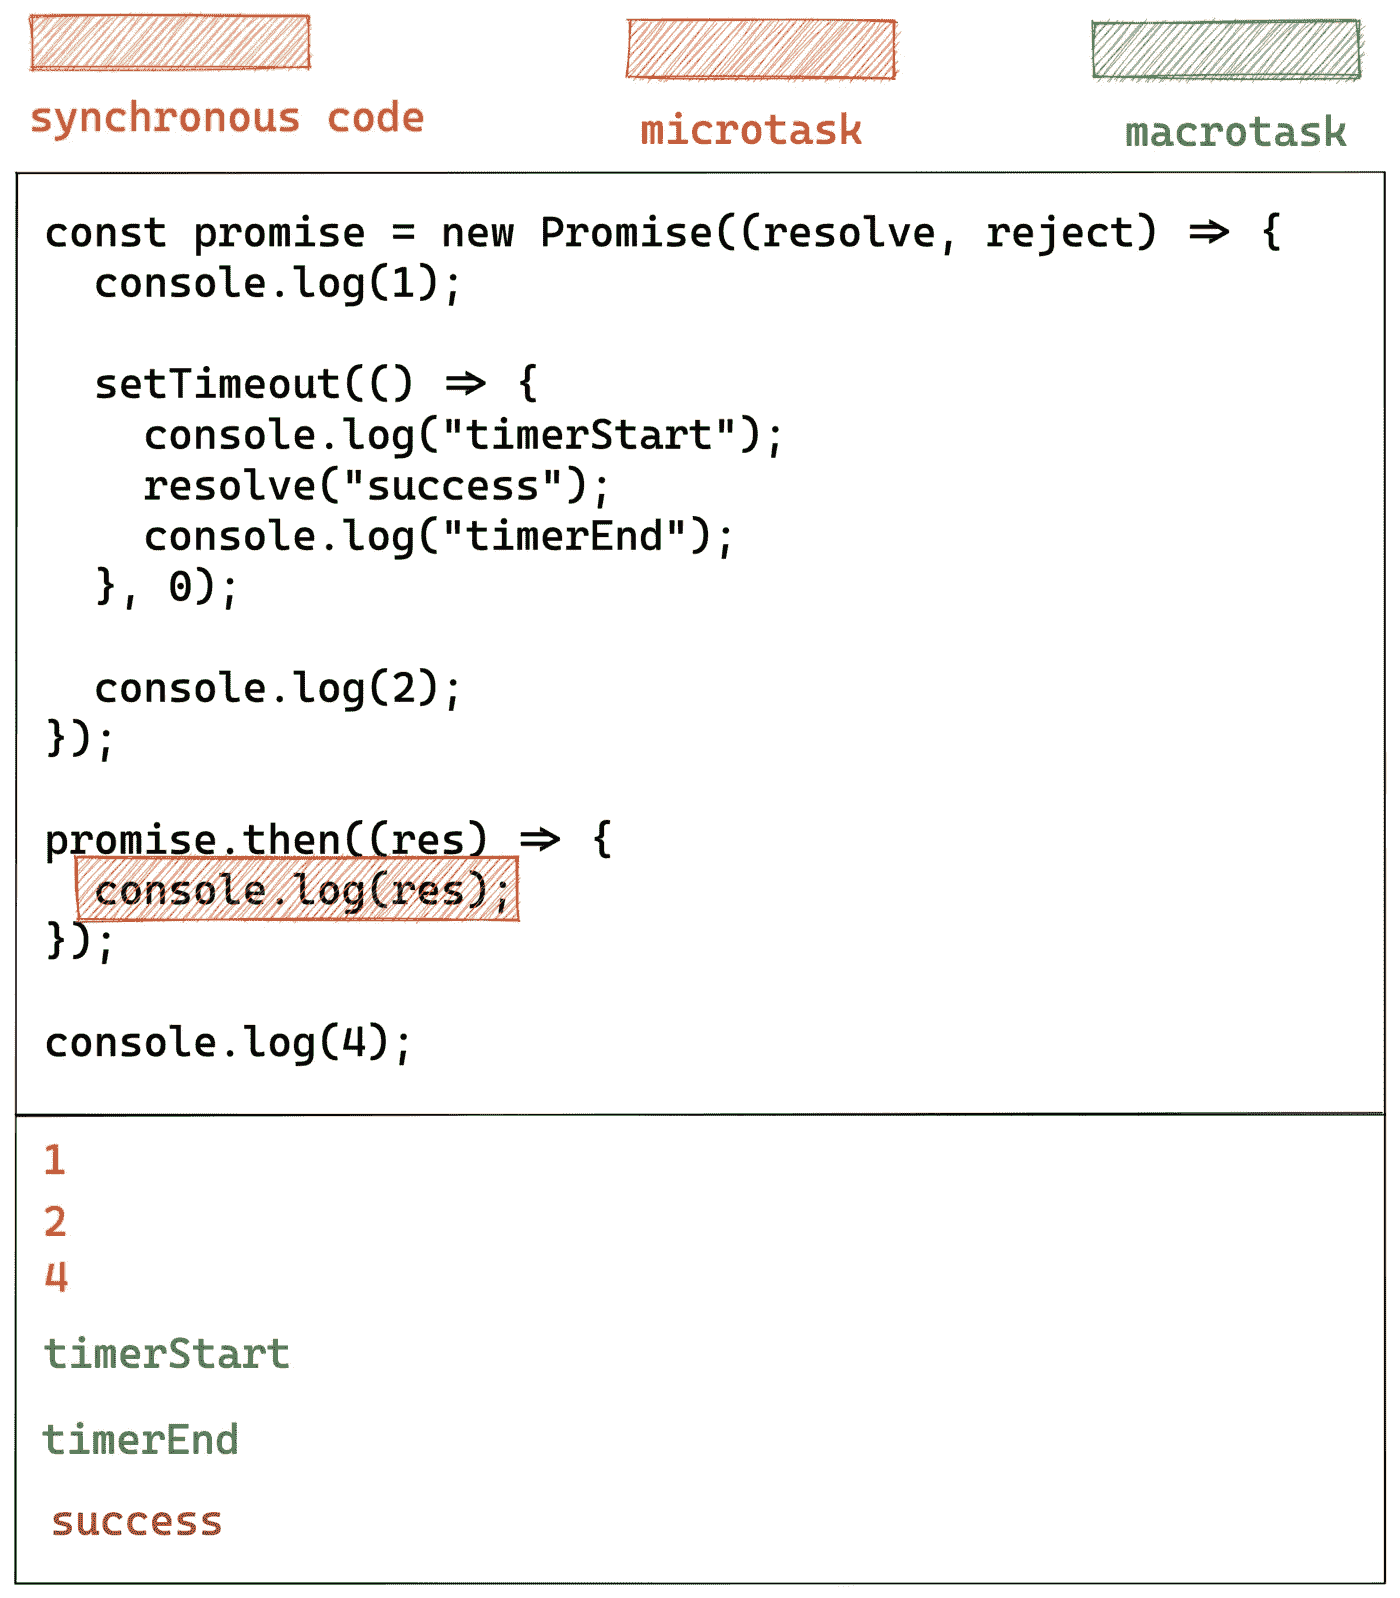 synchronous code
microtask
macrotask
const promise = new Promise((resolve, reject) => {
  console.log(1);
  setTimeout(() => {
    console.log("timerStart");
    resolve("success");
    console.log("timerEnd");
  }, 0);
  console.log(2);
});
promise.then((res) => {
  console.log(res);
});
console.log(4);
1
2
4
timerStart
timerEnd
success